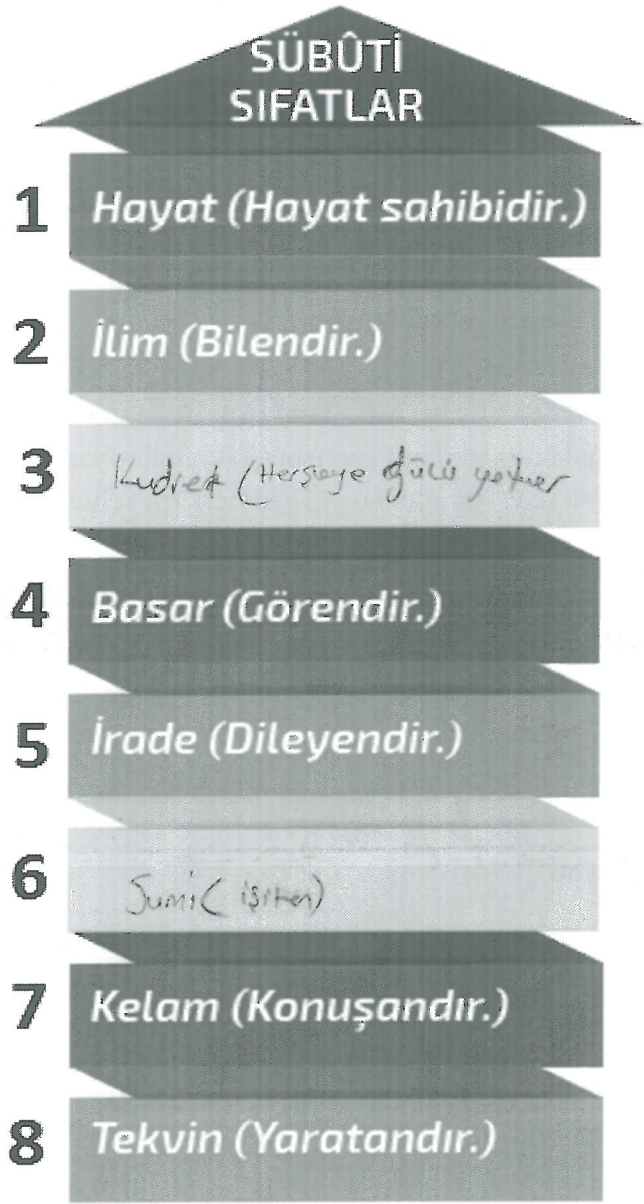 SÜBÛTİ
SIFATLAR
1 Hayat (Hayat sahibidir.)
2 İlim (Bilendir.)
3 Kudret (Herşeye gücü yeter
4 Basar (Görendir.)
5 İrade (Dileyendir.)
6 Sumi (işiten)
7 Kelam (Konuşandır.)
8 Tekvin (Yaratandır.)